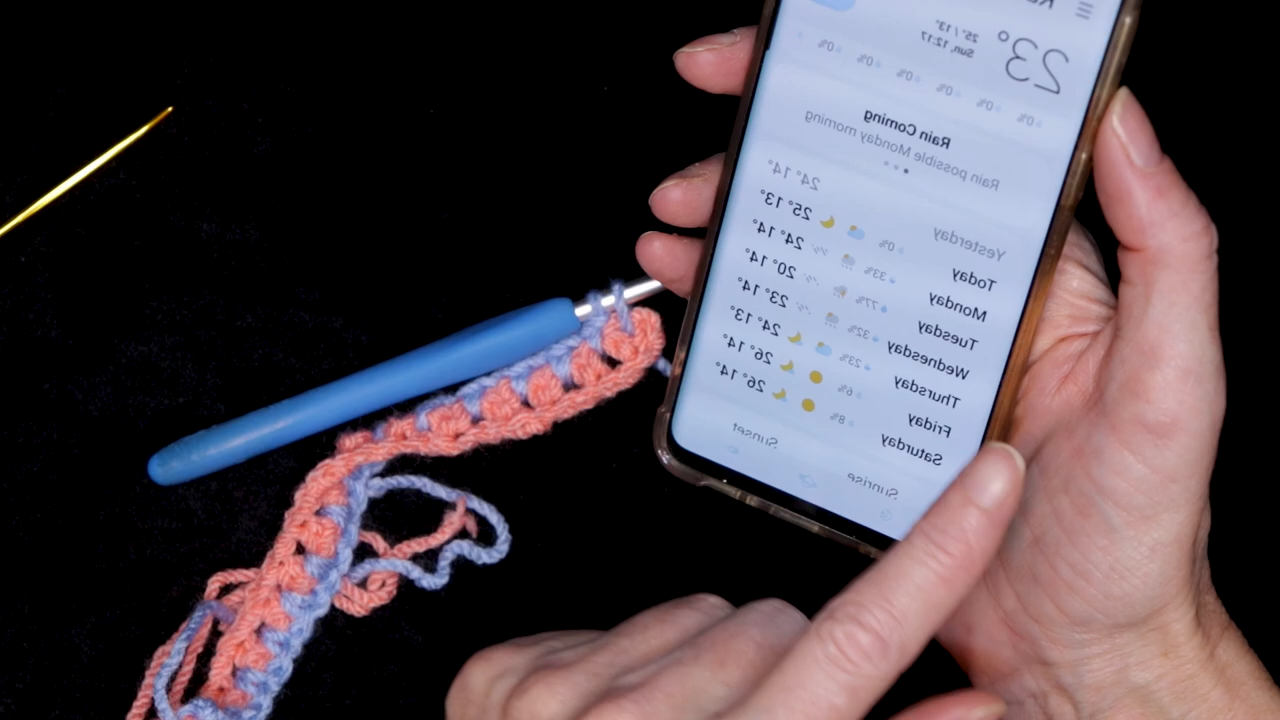 23°
25° / 13°
Sun, 12:17
0% 0% 0% 0% 0% 0%
Rain Coming
Rain possible Monday morning
Yesterday 24° 14°
Today 0% 25° 13°
Monday 33% 24° 14°
Tuesday 77% 20° 14°
Wednesday 32% 23° 14°
Thursday 23% 24° 13°
Friday 6% 26° 14°
Saturday 8% 26° 14°
Sunrise Sunset